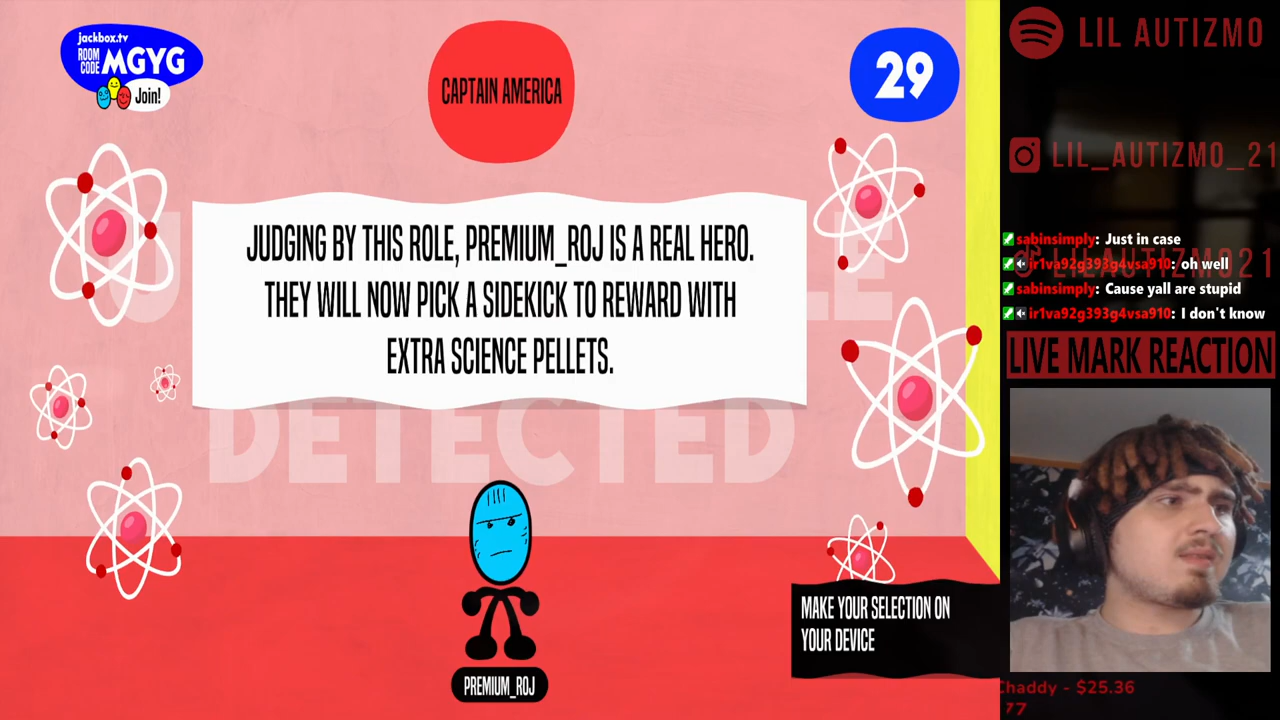 jackbox.tv
ROOM
CODE
MGYG
Join!
CAPTAIN AMERICA
29
JUDGING BY THIS ROLE, PREMIUM_ROJ IS A REAL HERO.
THEY WILL NOW PICK A SIDEKICK TO REWARD WITH
EXTRA SCIENCE PELLETS.
DETECTED
PREMIUM_ROJ
MAKE YOUR SELECTION ON
YOUR DEVICE
LIL AUTIZMO
LIL_AUTIZMO_21
LILAUTIZMO21
sabinsimply: Just in case
ir1va92g393g4vsa910: oh well
sabinsimply: Cause yall are stupid
ir1va92g393g4vsa910: I don't know
LIVE MARK REACTION
Chaddy - $25.36
77